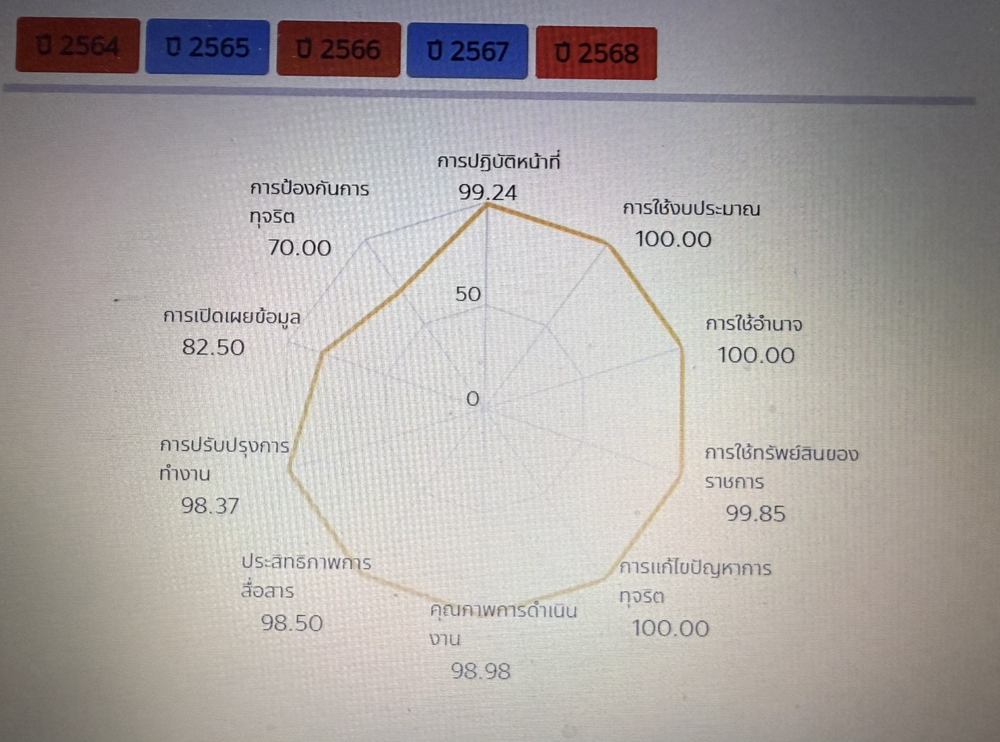 ปี 2564 ปี 2565 ปี 2566 ปี 2567 ปี 2568
การปฏิบัติหน้าที่
99.24
การใช้งบประมาณ
100.00
การใช้อำนาจ
100.00
การใช้ทรัพย์สินของ
ราชการ
99.85
การแก้ไขปัญหาการ
ทุจริต
100.00
คุณภาพการดำเนิน
งาน
98.98
ประสิทธิภาพการ
สื่อสาร
98.50
การปรับปรุงการ
ทำงาน
98.37
การเปิดเผยข้อมูล
82.50
การป้องกันการ
ทุจริต
70.00
50
0